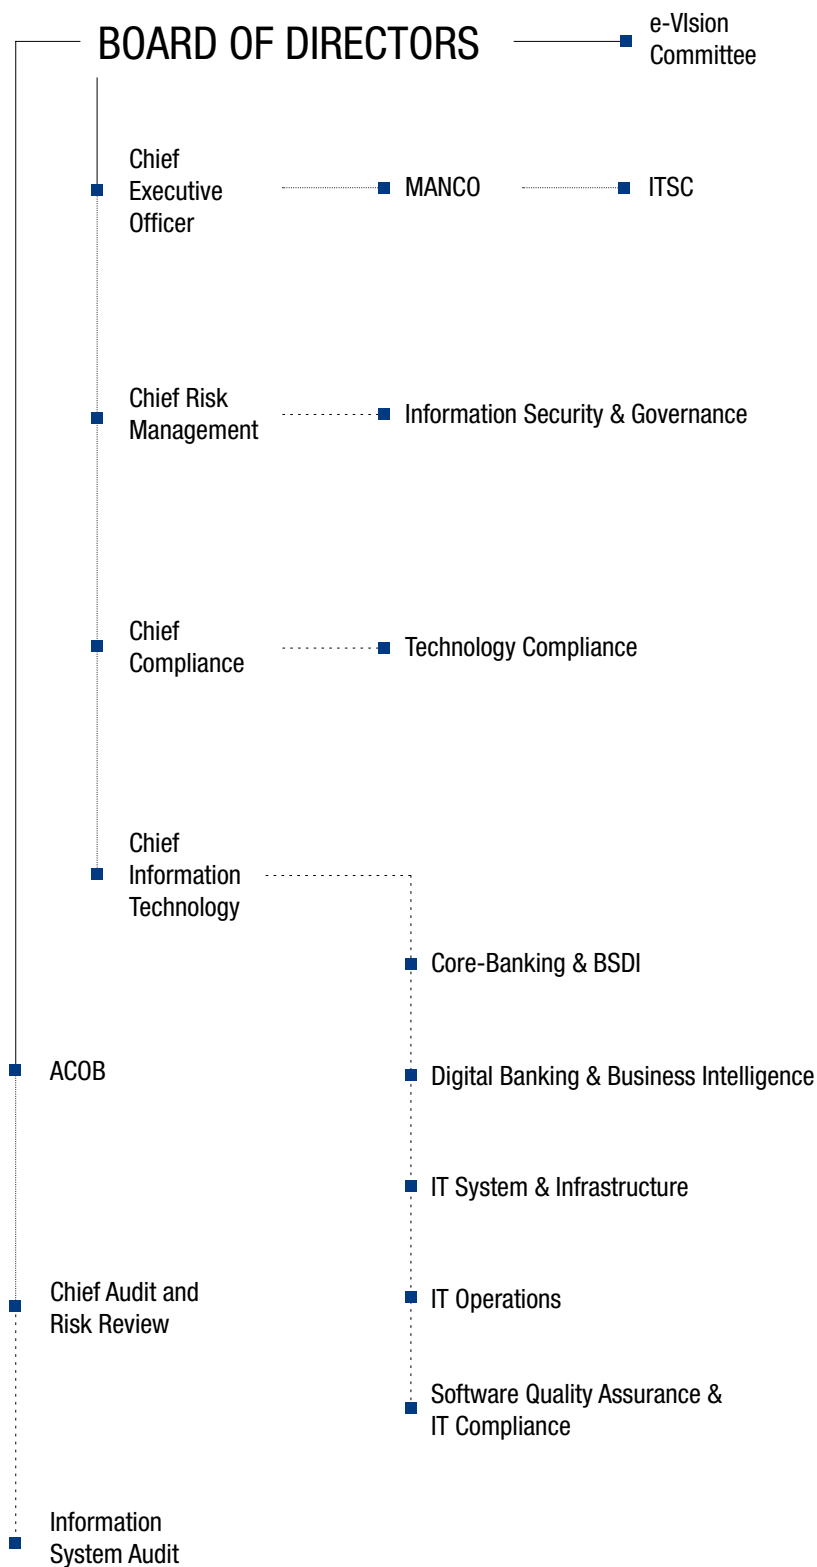 BOARD OF DIRECTORS
e-VIsion
Committee
Chief
Executive
Officer
MANCO
ITSC
Chief Risk
Management
Information Security & Governance
Chief
Compliance
Technology Compliance
Chief
Information
Technology
Core-Banking & BSDI
ACOB
Digital Banking & Business Intelligence
IT System & Infrastructure
Chief Audit and
Risk Review
IT Operations
Software Quality Assurance &
IT Compliance
Information
System Audit